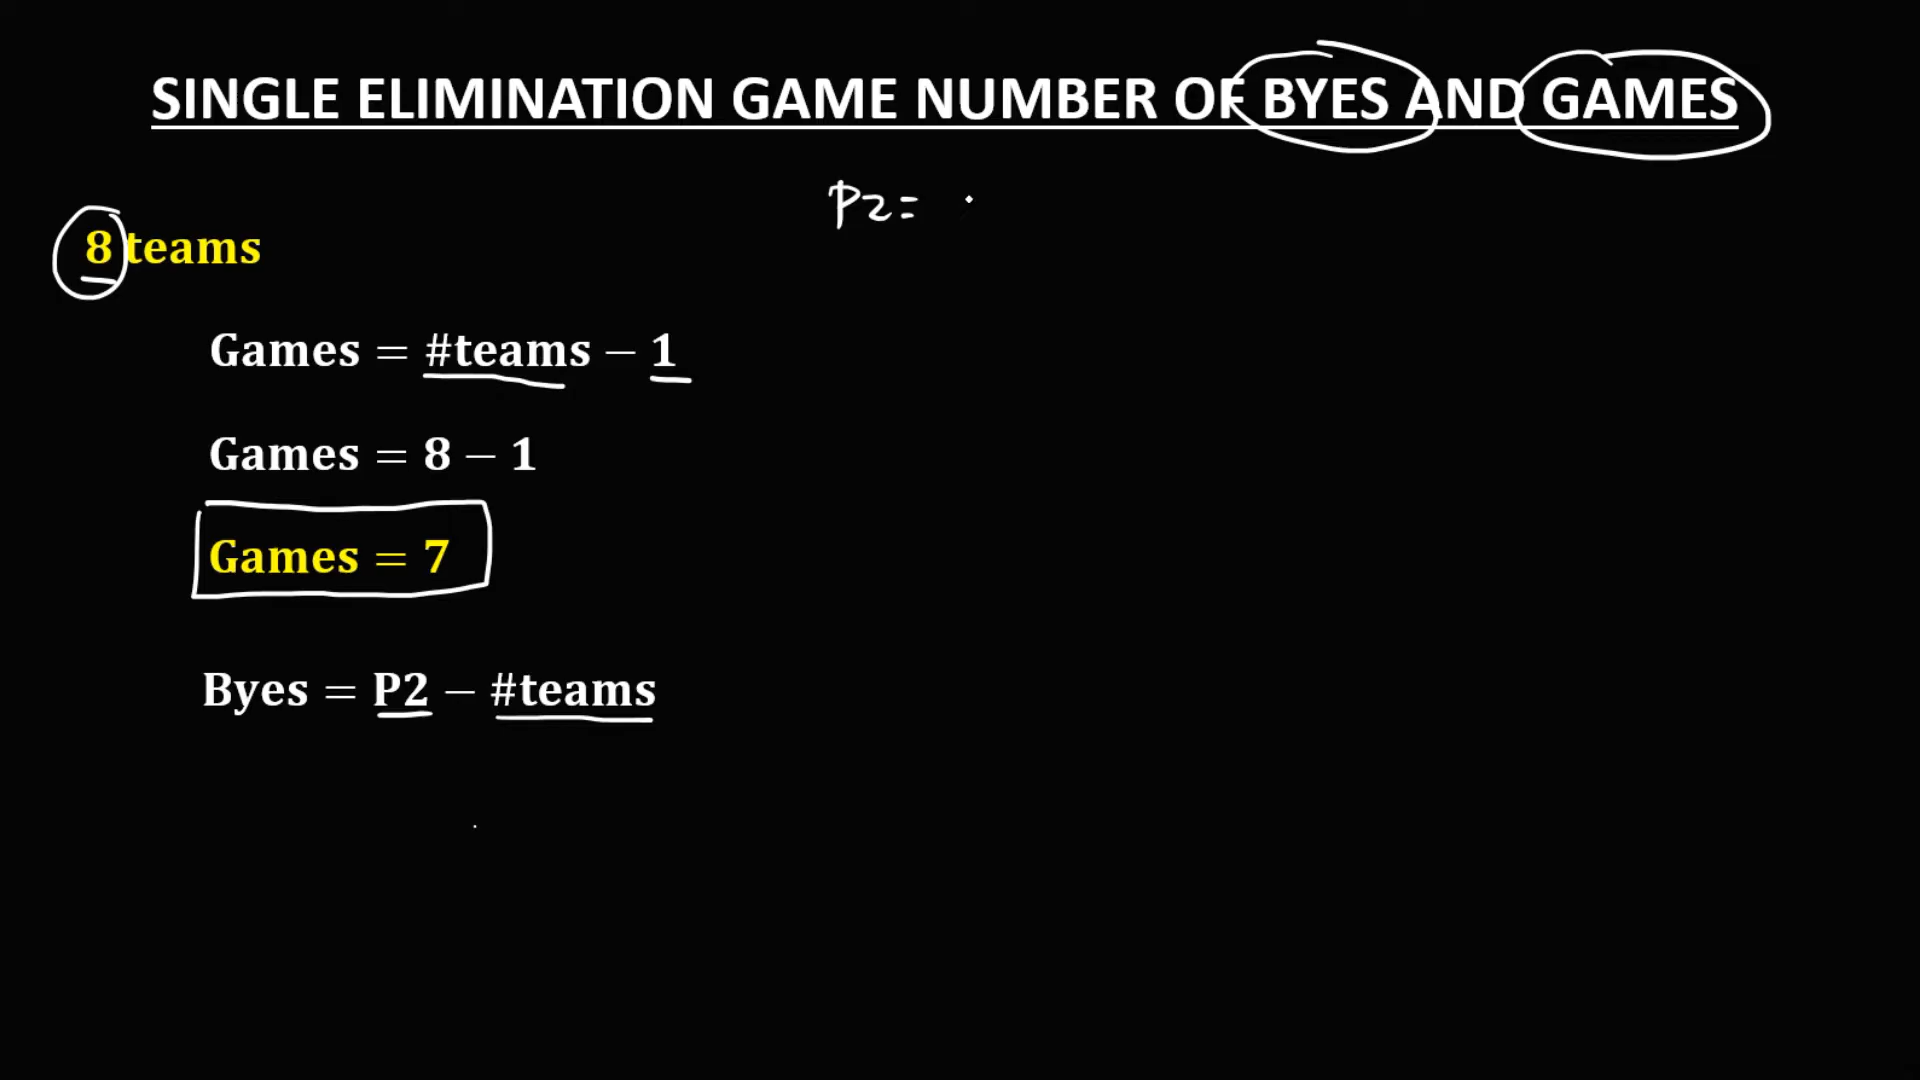 SINGLE ELIMINATION GAME NUMBER OF BYES AND GAMES
P2=
8 teams
Games = #teams − 1
Games = 8 − 1
Games = 7
Byes = P2 − #teams